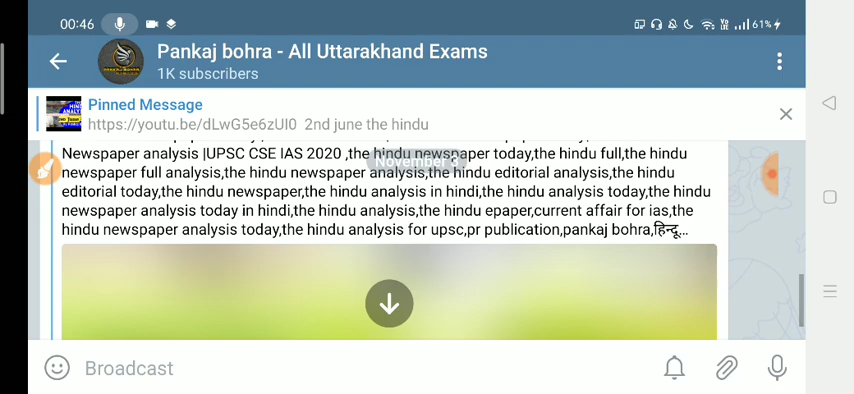 00:46
61%
Pankaj bohra - All Uttarakhand Exams
1K subscribers
Pinned Message
https://youtu.be/dLwG5e6zUI0 2nd june the hindu
November 3
Newspaper analysis |UPSC CSE IAS 2020 ,the hindu newspaper today,the hindu full,the hindu
newspaper full analysis,the hindu newspaper analysis,the hindu editorial analysis,the hindu
editorial today,the hindu newspaper,the hindu analysis in hindi,the hindu analysis today,the hindu
newspaper analysis today in hindi,the hindu analysis,the hindu epaper,current affair for ias,the
hindu newspaper analysis today,the hindu analysis for upsc,pr publication,pankaj bohra,हिन्दू...
Broadcast